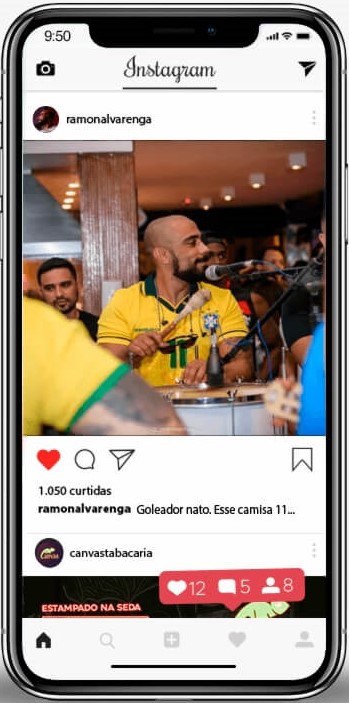 9:50
Instagram
ramonalvarenga
11
1.050 curtidas
ramonalvarenga Goleador nato. Esse camisa 11...
canvastabacaria
12 5 8
ESTAMPADO NA SEDA